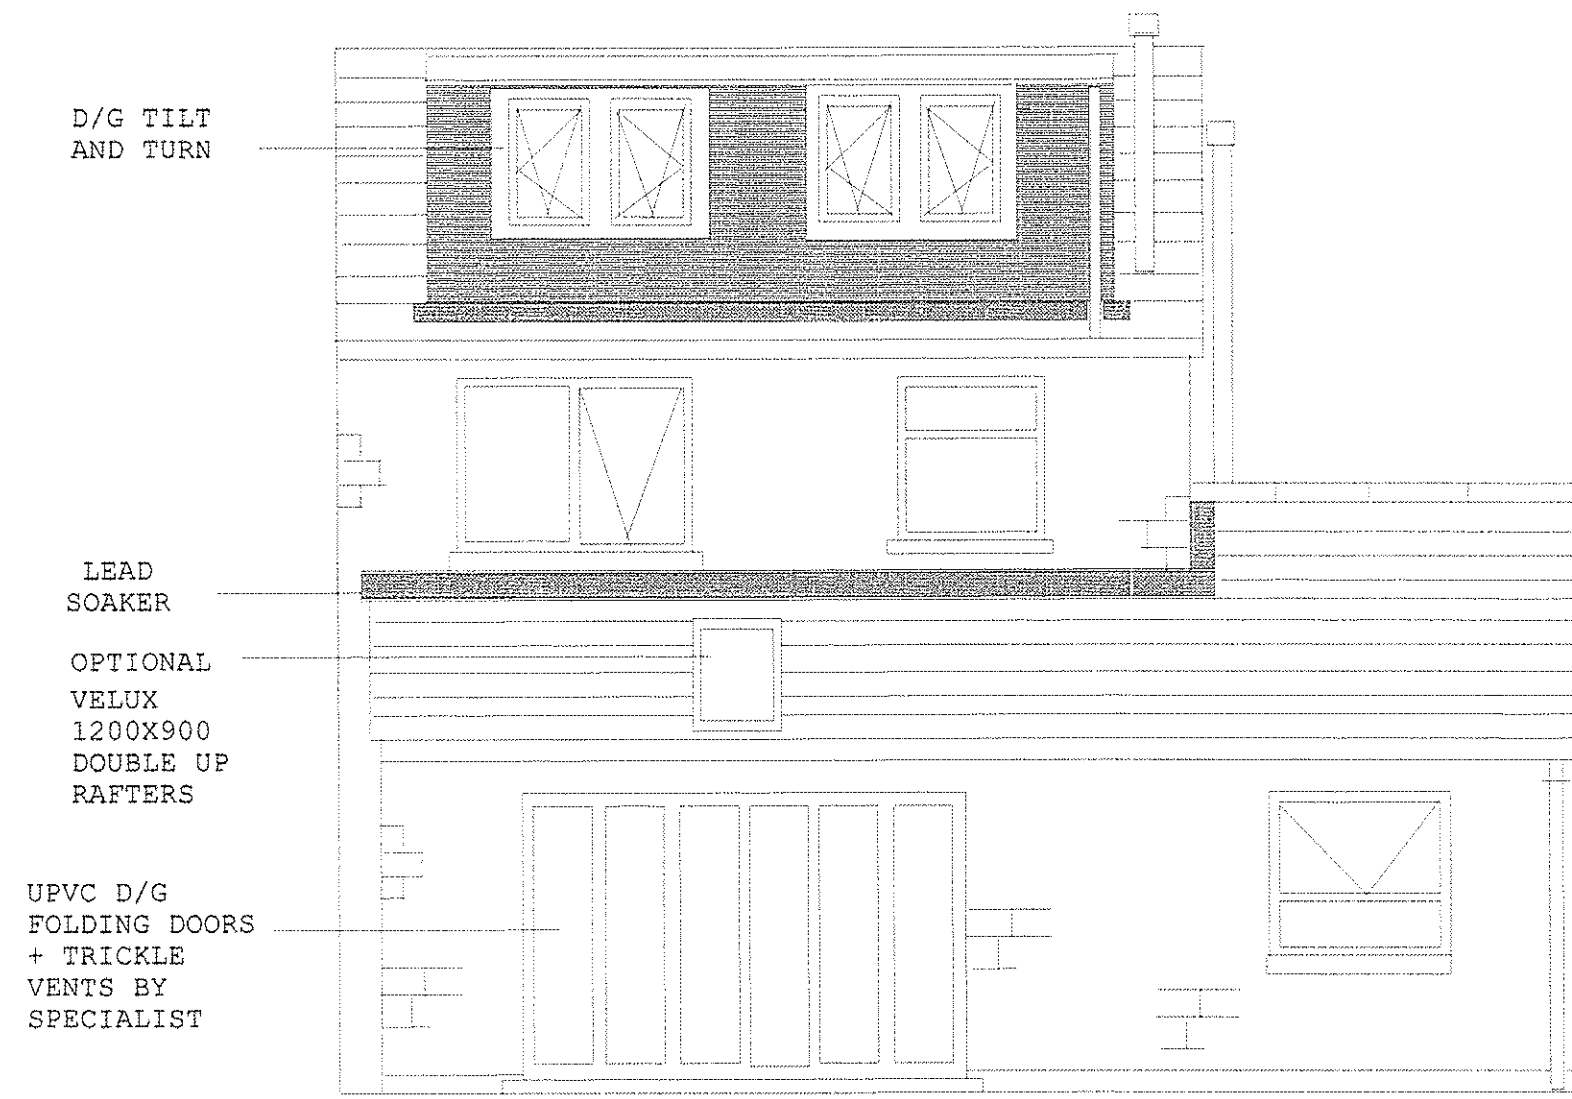 D/G TILT
AND TURN
LEAD
SOAKER
OPTIONAL
VELUX
1200X900
DOUBLE UP
RAFTERS
UPVC D/G
FOLDING DOORS
+ TRICKLE
VENTS BY
SPECIALIST